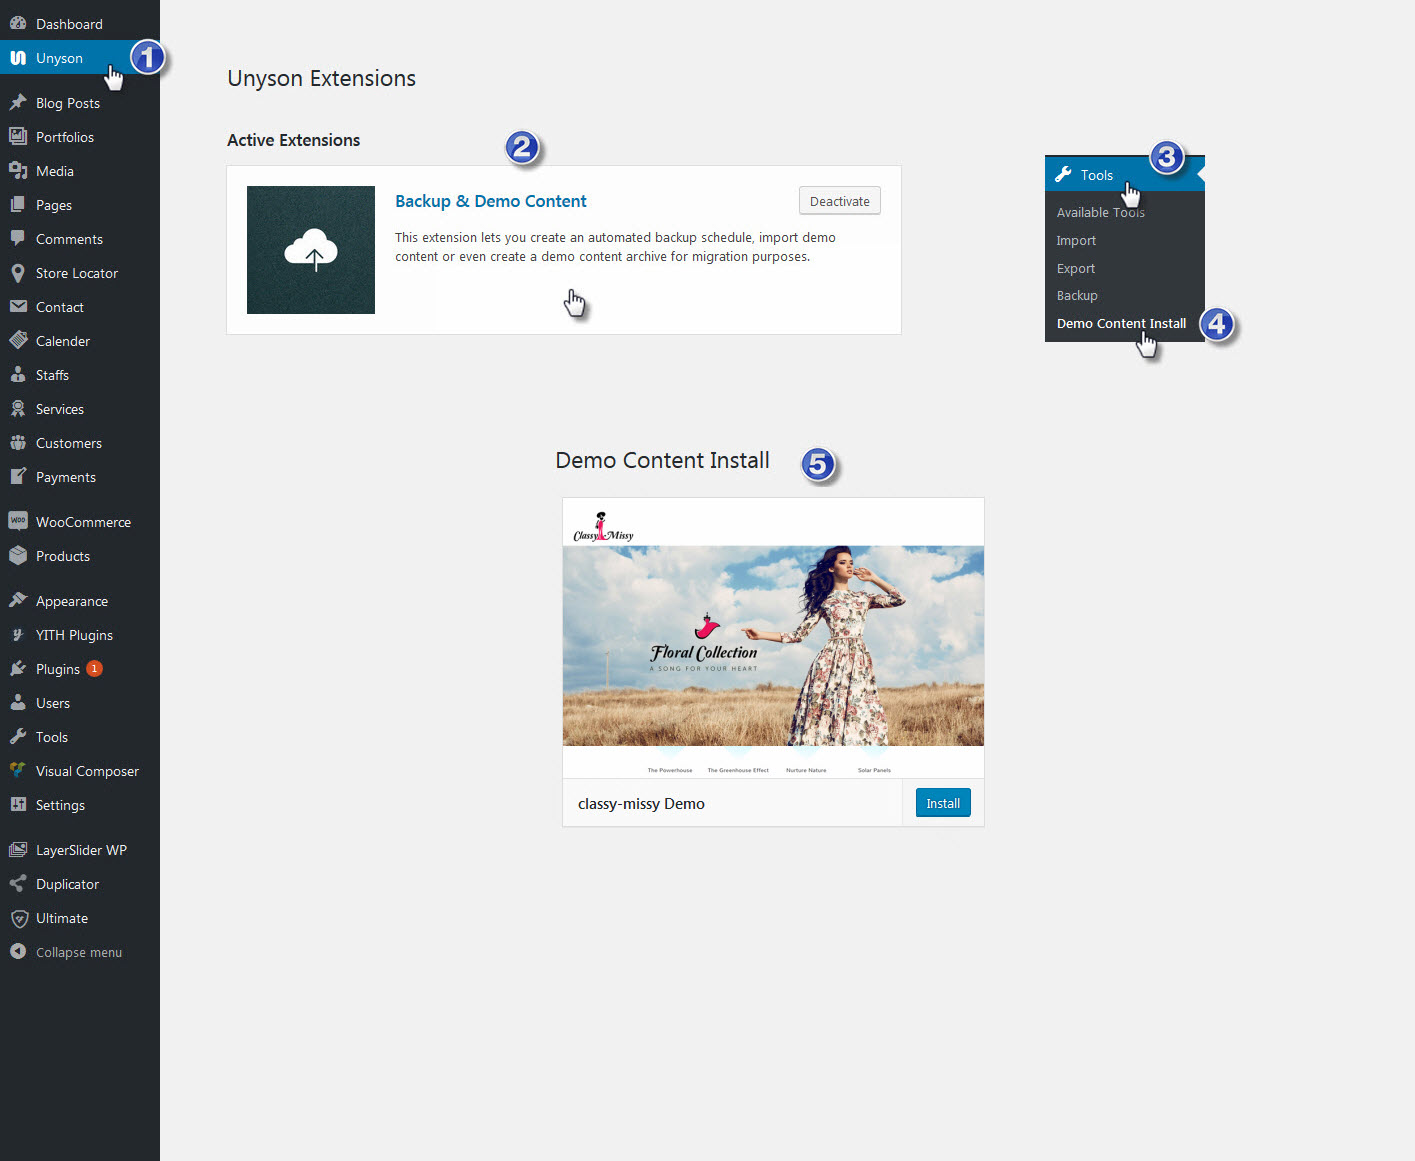 Dashboard
Unyson
1
Blog Posts
Portfolios
Media
Pages
Comments
Store Locator
Contact
Calender
Staffs
Services
Customers
Payments
WOO
WooCommerce
Products
Appearance
YITH Plugins
Plugins 1
Users
Tools
Visual Composer
Settings
LayerSlider WP
Duplicator
Ultimate
Collapse menu
Unyson Extensions
Active Extensions
2
Backup & Demo Content
Deactivate
This extension lets you create an automated backup schedule, import demo
content or even create a demo content archive for migration purposes.
3
Tools
Available Tools
Import
Export
Backup
Demo Content Install
4
Demo Content Install
5
Classy Missy
Floral Collection
A SONG FOR YOUR HEART
The Powerhouse The Greenhouse Effect Nurture Nature Solar Panels
classy-missy Demo
Install